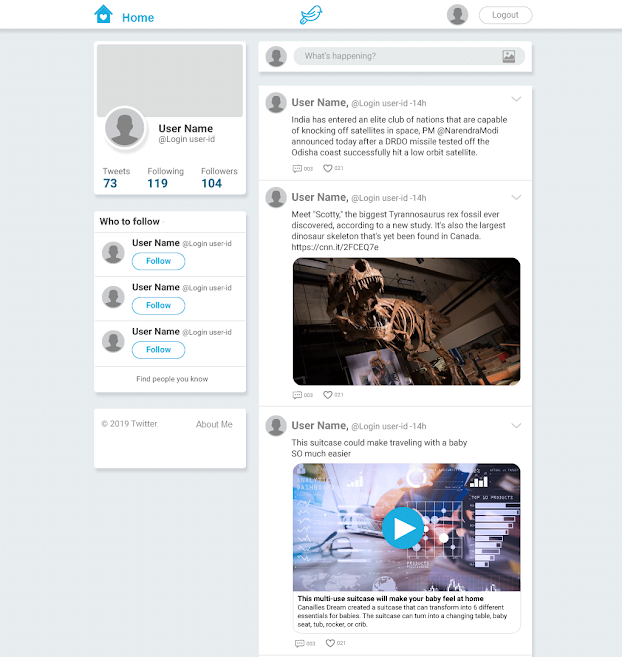 Home
Logout
User Name
@Login user-id
Tweets Following Followers
73 119 104
Who to follow
User Name @Login user-id
Follow
User Name @Login user-id
Follow
User Name @Login user-id
Follow
Find people you know
© 2019 Twitter About Me
What's happening?
User Name, @Login user-id -14h
India has entered an elite club of nations that are capable
of knocking off satellites in space, PM @NarendraModi
announced today after a DRDO missile tested off the
Odisha coast successfully hit a low orbit satellite.
003 021
User Name, @Login user-id -14h
Meet "Scotty," the biggest Tyrannosaurus rex fossil ever
discovered, according to a new study. It's also the largest
dinosaur skeleton that's yet been found in Canada.
https://cnn.it/2FCEQ7e
003 021
User Name, @Login user-id -14h
This suitcase could make traveling with a baby
SO much easier
TOP 10 PRODUCTS
PRODUCTS
This multi-use suitcase will make your baby feel at home
Canailles Dream created a suitcase that can transform into 6 different
essentials for babies. The suitcase can turn into a changing table, baby
seat, tub, rocker, or crib.
003 021